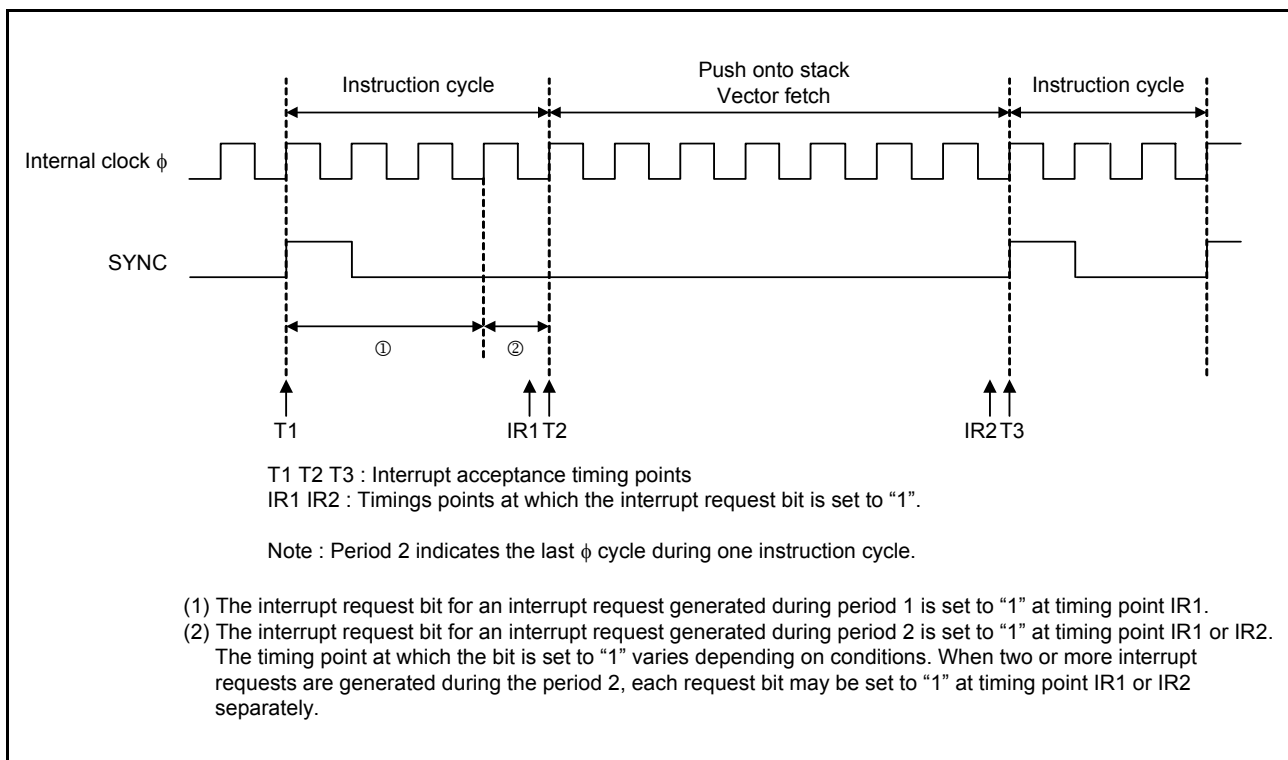 Instruction cycle
Push onto stack
Vector fetch
Instruction cycle
Internal clock ϕ
SYNC
①
②
T1
IR1 T2
IR2 T3
T1 T2 T3 : Interrupt acceptance timing points
IR1 IR2 : Timings points at which the interrupt request bit is set to “1”.
Note : Period 2 indicates the last ϕ cycle during one instruction cycle.
(1) The interrupt request bit for an interrupt request generated during period 1 is set to “1” at timing point IR1.
(2) The interrupt request bit for an interrupt request generated during period 2 is set to “1” at timing point IR1 or IR2.
The timing point at which the bit is set to “1” varies depending on conditions. When two or more interrupt
requests are generated during the period 2, each request bit may be set to “1” at timing point IR1 or IR2
separately.